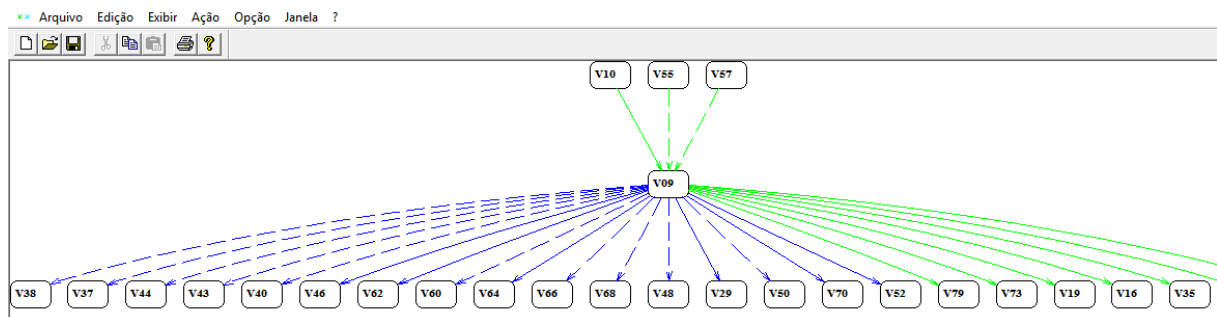 Arquivo Edição Exibir Ação Opção Janela ?
V10 V55 V57
V09
V38 V37 V44 V43 V40 V46 V62 V60 V64 V66 V68 V48 V29 V50 V70 V52 V79 V73 V19 V16 V35